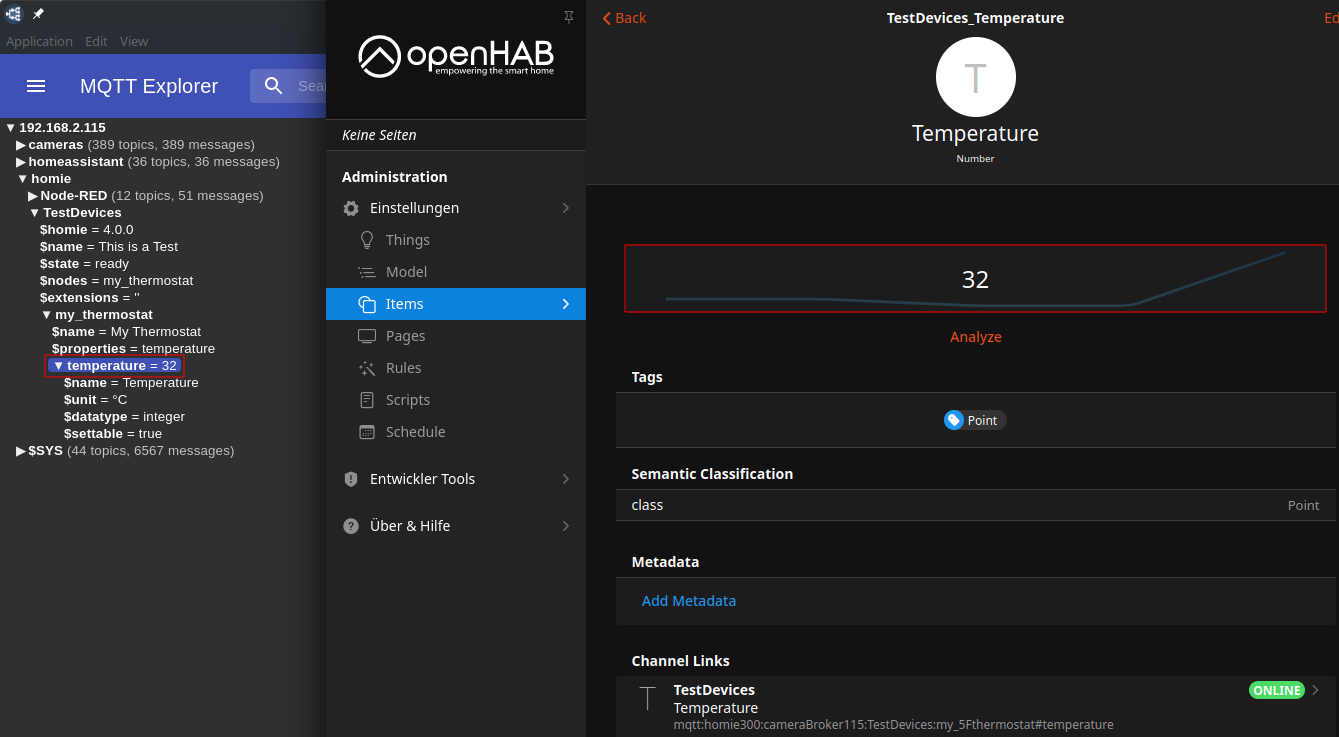 Application Edit View
MQTT Explorer
Sea
▼ 192.168.2.115
▶ cameras (389 topics, 389 messages)
▶ homeassistant (36 topics, 36 messages)
▼ homie
▶ Node-RED (12 topics, 51 messages)
▼ TestDevices
$homie = 4.0.0
$name = This is a Test
$state = ready
$nodes = my_thermostat
$extensions = ''
▼ my_thermostat
$name = My Thermostat
$properties = temperature
▼ temperature = 32
$name = Temperature
$unit = °C
$datatype = integer
$settable = true
▶ $SYS (44 topics, 6567 messages)
openHAB
empowering the smart home
Keine Seiten
Administration
Einstellungen
Things
Model
Items
Pages
Rules
Scripts
Schedule
Entwickler Tools
Über & Hilfe
Back
TestDevices_Temperature
Ed
T
Temperature
Number
32
Analyze
Tags
Point
Semantic Classification
class Point
Metadata
Add Metadata
Channel Links
T
TestDevices
ONLINE
Temperature
mqtt:homie300:cameraBroker115:TestDevices:my_5Fthermostat#temperature